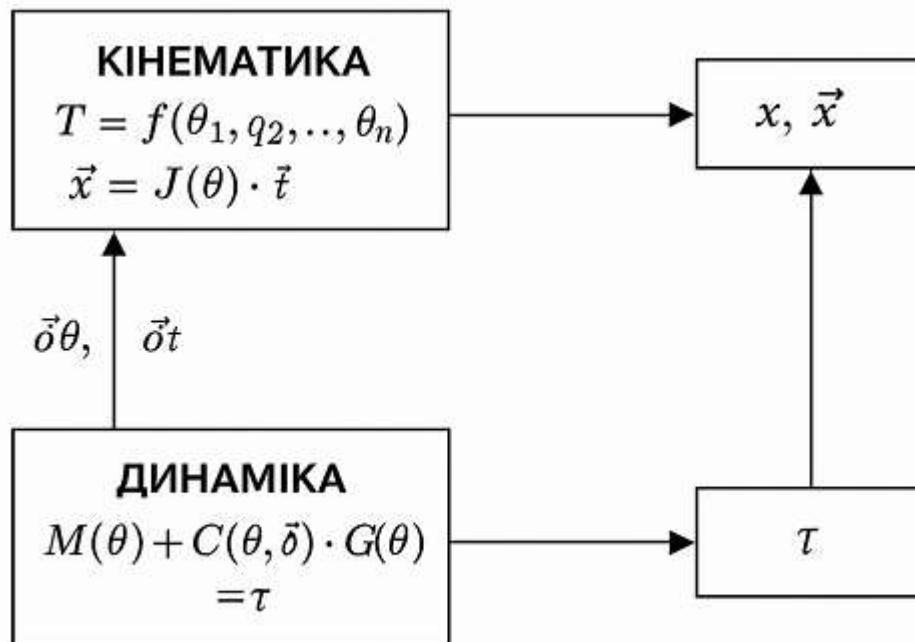 КІНЕМАТИКА
T = f(θ₁, q₂,.., θₙ)
x⃗ = J(θ) · t⃗
x, x⃗
δ⃗θ, δ⃗t
ДИНАМІКА
M(θ) + C(θ, δ⃗) · G(θ)
= τ
τ